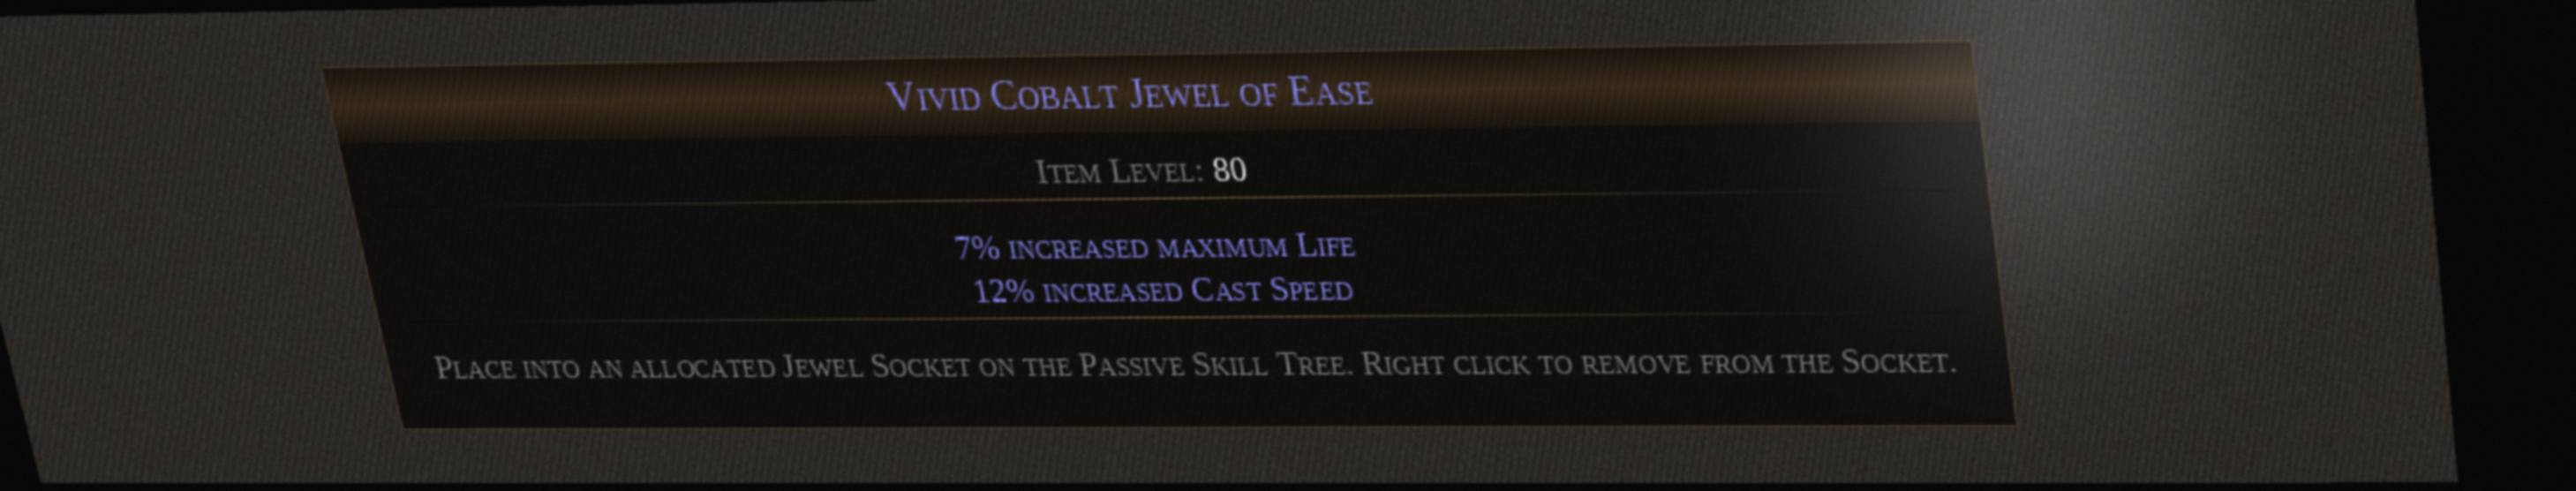 Vivid Cobalt Jewel of Ease
Item Level: 80
7% increased maximum Life
12% increased Cast Speed
Place into an allocated Jewel Socket on the Passive Skill Tree. Right click to remove from the Socket.